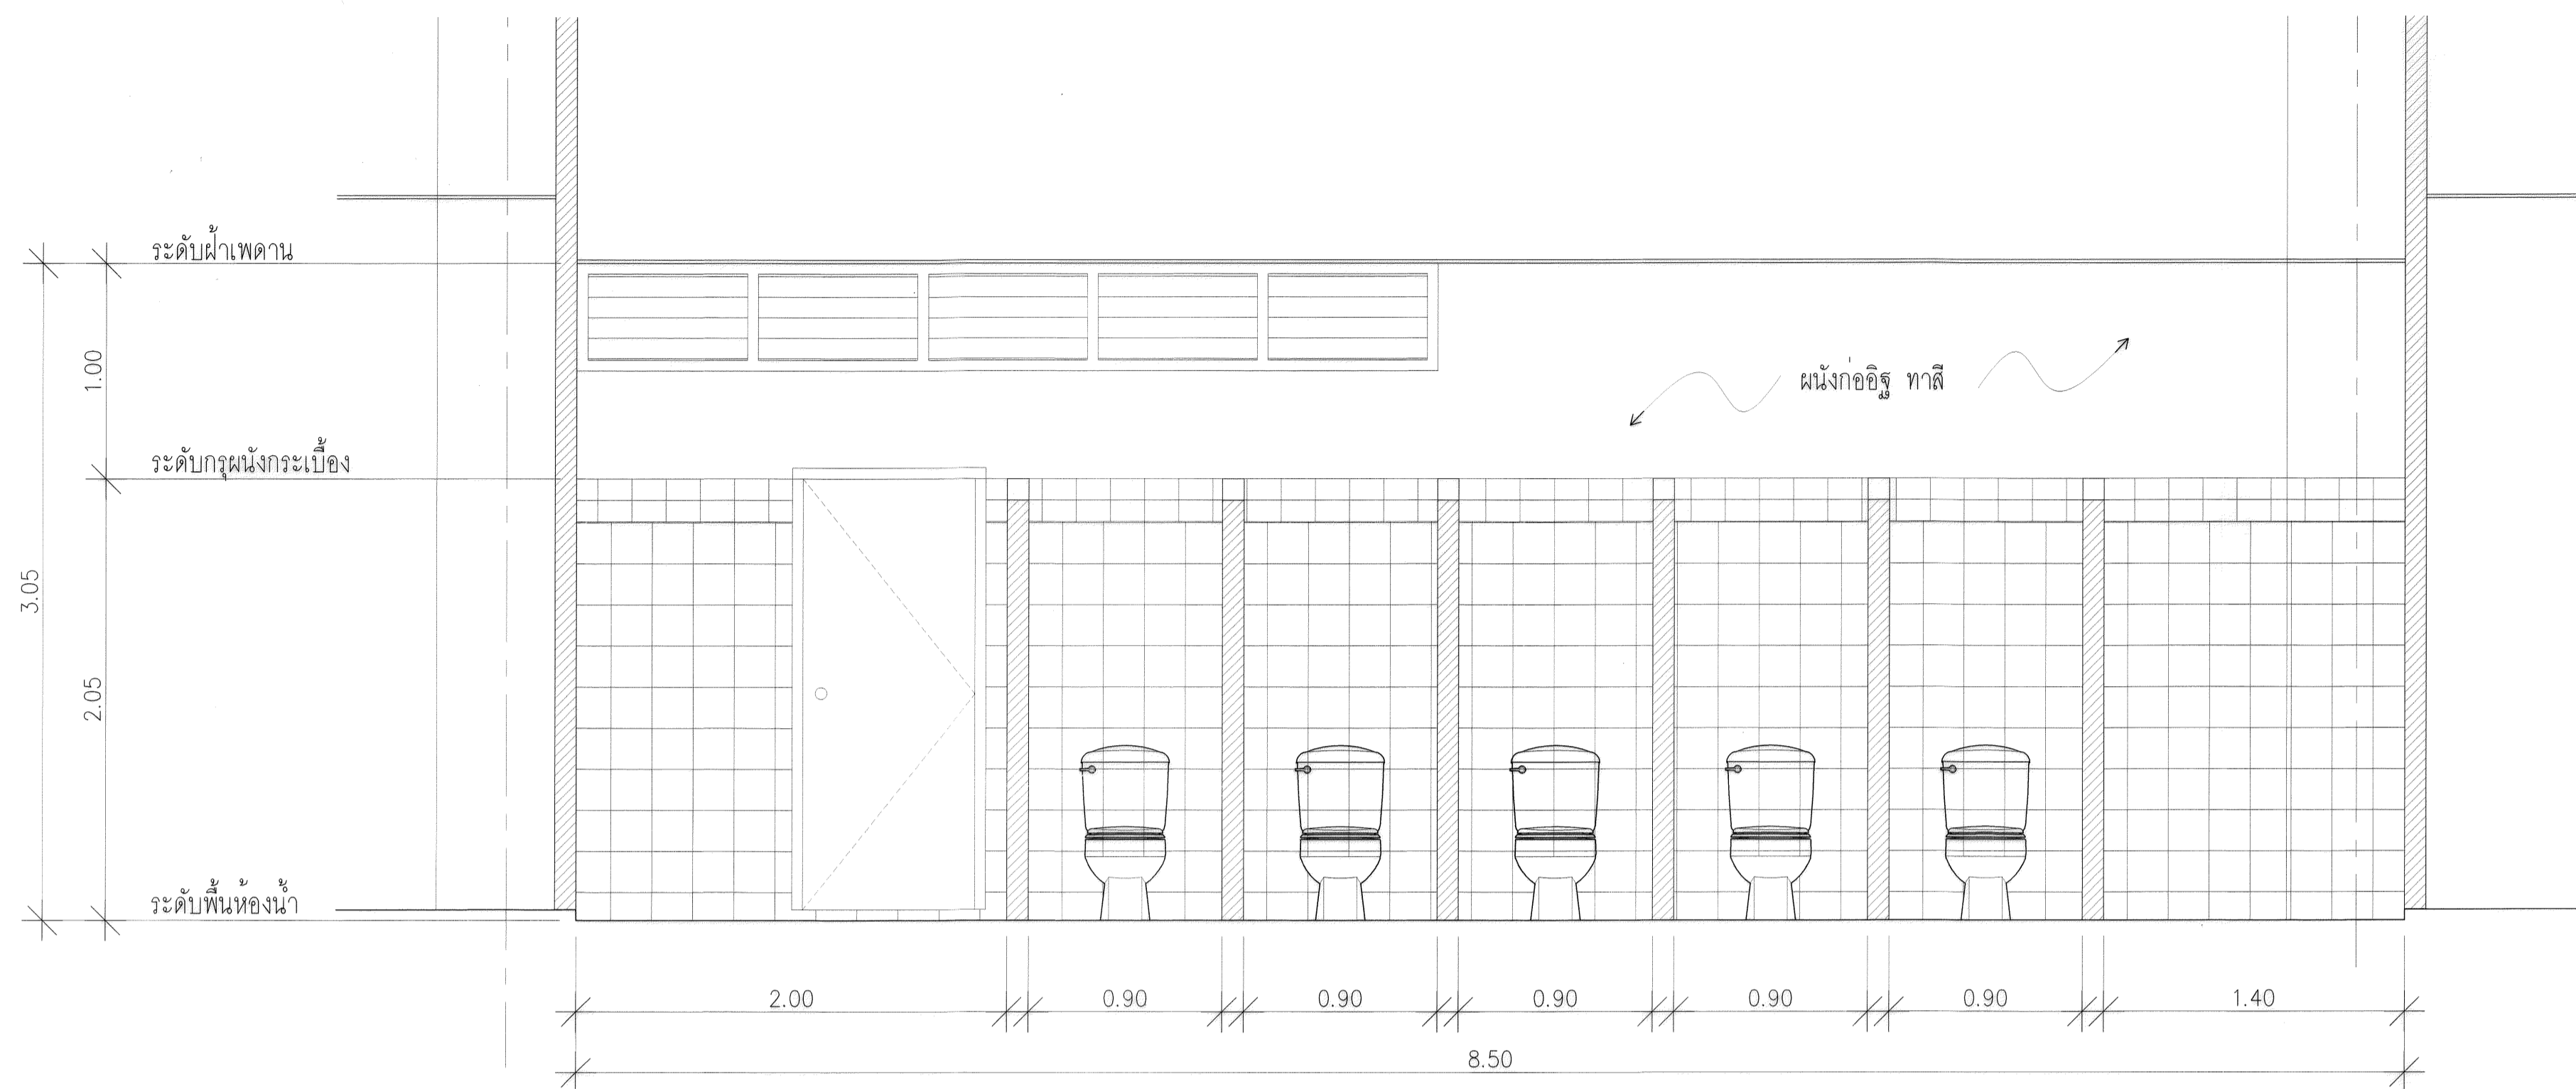 ระดับฝ้าเพดาน
1.00
ผนังก่ออิฐ ทาสี
ระดับกรุผนังกระเบื้อง
3.05
2.05
ระดับพื้นห้องน้ำ
2.00 0.90 0.90 0.90 0.90 0.90 1.40
8.50